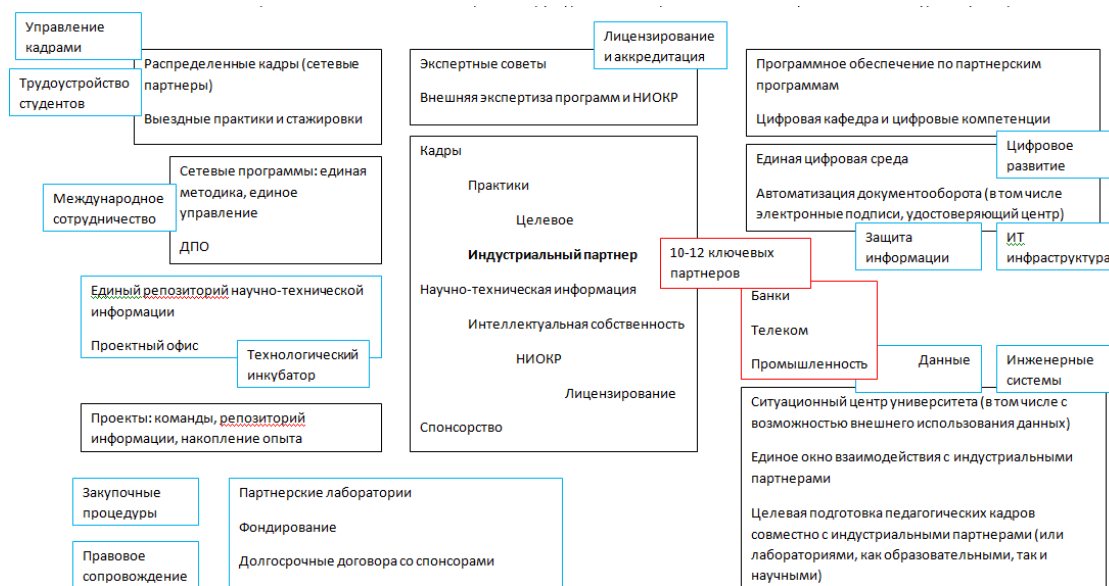 Управление
кадрами
Трудоустройство
студентов
Распределенные кадры (сетевые
партнеры)
Выездные практики и стажировки
Международное
сотрудничество
Сетевые программы: единая
методика, единое
управление
ДПО
Единый репозиторий научно-технической
информации
Проектный офис
Технологический
инкубатор
Проекты: команды, репозиторий
информации, накопление опыта
Закупочные
процедуры
Правовое
сопровождение
Партнерские лаборатории
Фондирование
Долгосрочные договора со спонсорами
Лицензирование
и аккредитация
Экспертные советы
Внешняя экспертиза программ и НИОКР
Кадры
Практики
Целевое
Индустриальный партнер
Научно-техническая информация
Интеллектуальная собственность
НИОКР
Лицензирование
Спонсорство
10-12 ключевых
партнеров
Банки
Телеком
Промышленность
Программное обеспечение по партнерским
программам
Цифровая кафедра и цифровые компетенции
Цифровое
развитие
Единая цифровая среда
Автоматизация документооборота (в том числе
электронные подписи, удостоверяющий центр)
Защита
информации
ИТ
инфраструктура
Данные
Инженерные
системы
Ситуационный центр университета (в том числе с
возможностью внешнего использования данных)
Единое окно взаимодействия с индустриальными
партнерами
Целевая подготовка педагогических кадров
совместно с индустриальными партнерами (или
лабораториями, как образовательными, так и
научными)